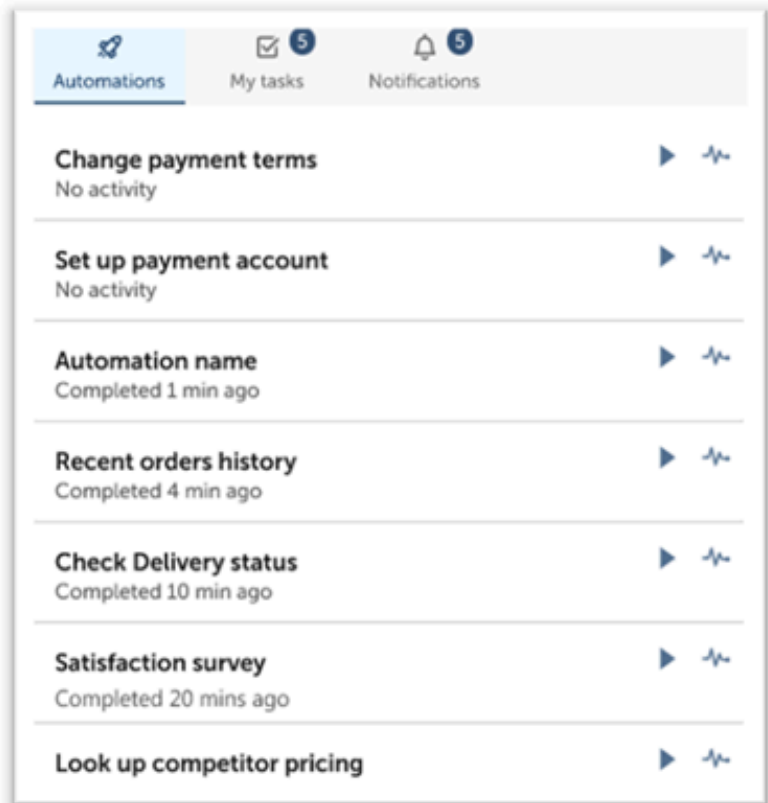 5
5
Automations
My tasks
Notifications
Change payment terms
No activity
Set up payment account
No activity
Automation name
Completed 1 min ago
Recent orders history
Completed 4 min ago
Check Delivery status
Completed 10 min ago
Satisfaction survey
Completed 20 mins ago
Look up competitor pricing